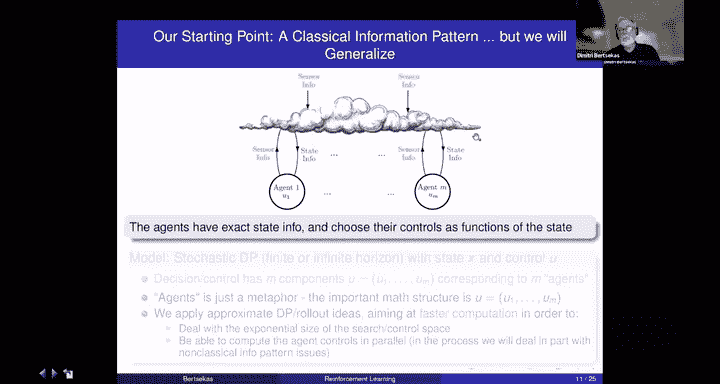 Our Starting Point: A Classical Information Pattern ... but we will
Generalize
Dimitri Bertsekas
Dimitri Bertsekas
Sensor
Info
Source
Info
Sensor
Info
State
Info
...
...
Sensor
Info
State
Info
Agent 1
u1
...
...
Agent m
um
The agents have exact state info, and choose their controls as functions of the state
Model: Stochastic DP (finite or infinite horizon) with state x and control u
Decision/control has m components u = (u1, . . . , um) corresponding to m "agents"
"Agents" is just a metaphor - the important math structure is u = (u1, . . . , um)
We apply approximate DP/rollout ideas, aiming at faster computation in order to:
Deal with the exponential size of the search/control space
Be able to compute the agent controls in parallel (in the process we will deal in part with
nonclassical info pattern issues)
Bertsekas
Reinforcement Learning
11 / 25